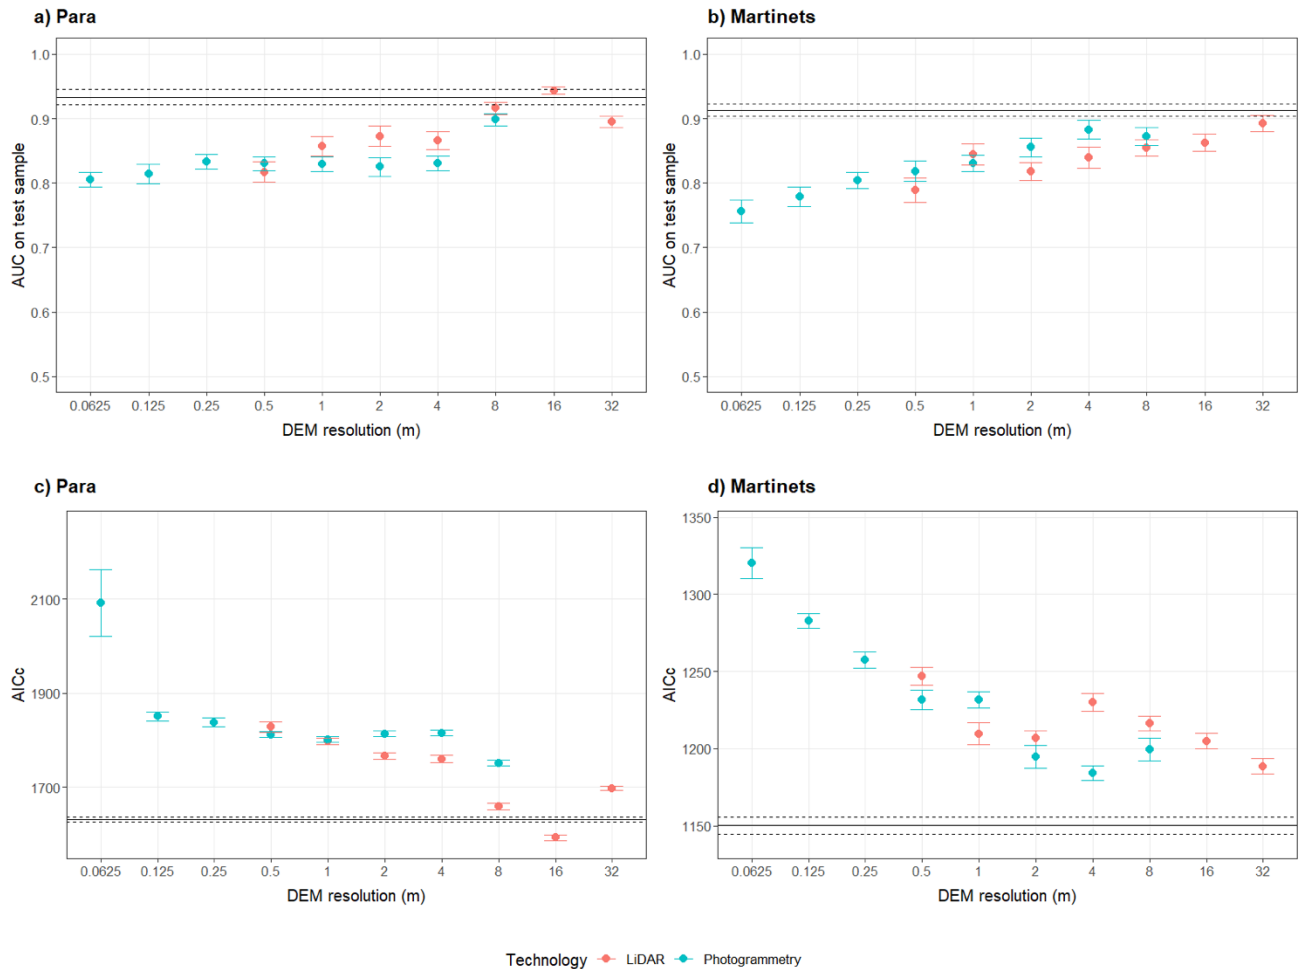 a) Para
1.0
0.9
0.8
0.7
0.6
0.5
AUC on test sample
0.0625 0.125 0.25 0.5 1 2 4 8 16 32
DEM resolution (m)
b) Martinets
1.0
0.9
0.8
0.7
0.6
0.5
AUC on test sample
0.0625 0.125 0.25 0.5 1 2 4 8 16 32
DEM resolution (m)
c) Para
2100
1900
1700
AICc
0.0625 0.125 0.25 0.5 1 2 4 8 16 32
DEM resolution (m)
d) Martinets
1350
1300
1250
1200
1150
AICc
0.0625 0.125 0.25 0.5 1 2 4 8 16 32
DEM resolution (m)
Technology LiDAR Photogrammetry